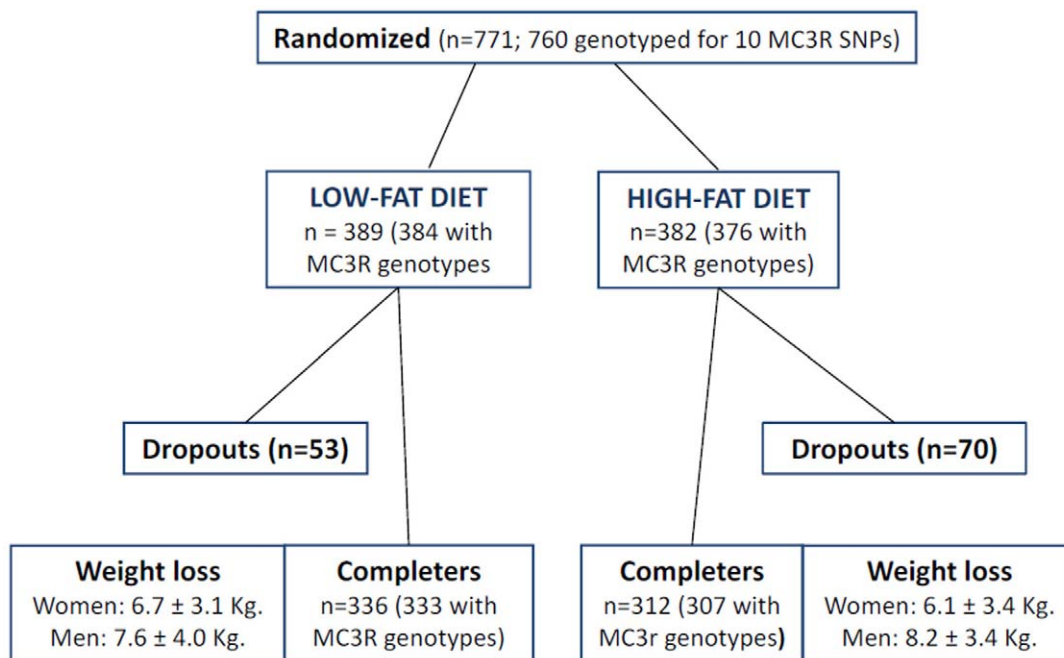 Randomized (n=771; 760 genotyped for 10 MC3R SNPs)
LOW-FAT DIET
n = 389 (384 with
MC3R genotypes
HIGH-FAT DIET
n=382 (376 with
MC3R genotypes)
Dropouts (n=53)
Dropouts (n=70)
Weight loss
Women: 6.7 ± 3.1 Kg.
Men: 7.6 ± 4.0 Kg.
Completers
n=336 (333 with
MC3R genotypes)
Completers
n=312 (307 with
MC3r genotypes)
Weight loss
Women: 6.1 ± 3.4 Kg.
Men: 8.2 ± 3.4 Kg.